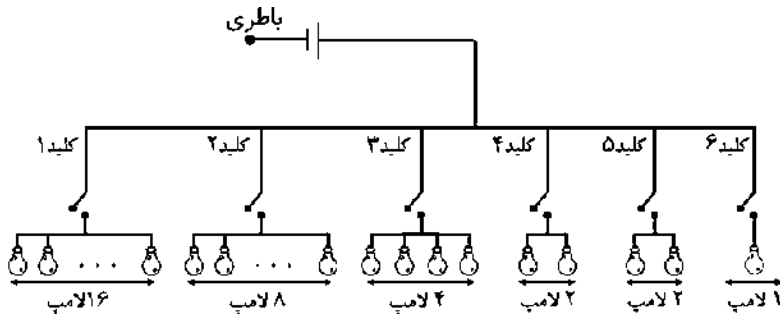 باطری
کلید۱ کلید۲ کلید۳ کلید۴ کلید۵ کلید۶
۱۶لامپ ۸ لامپ ۴ لامپ ۲ لامپ ۲ لامپ ۱ لامپ